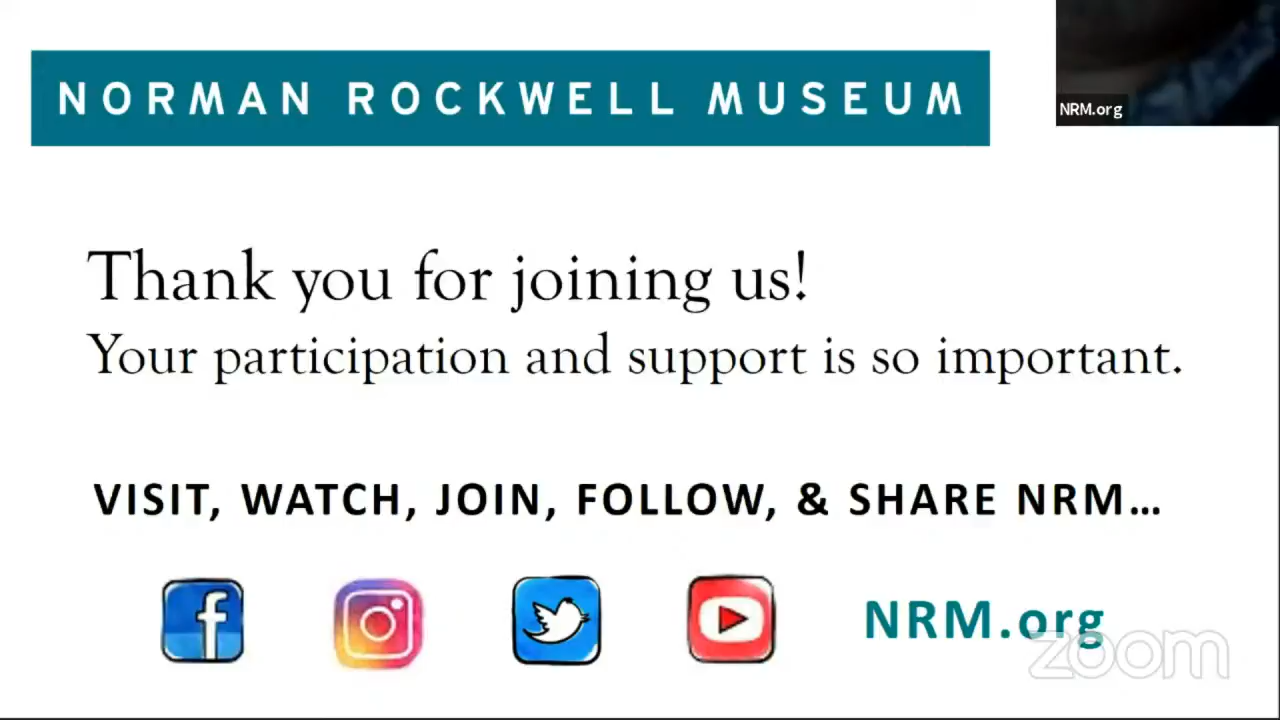 NORMAN ROCKWELL MUSEUM
NRM.org
Thank you for joining us!
Your participation and support is so important.
VISIT, WATCH, JOIN, FOLLOW, & SHARE NRM…
NRM.org
zoom